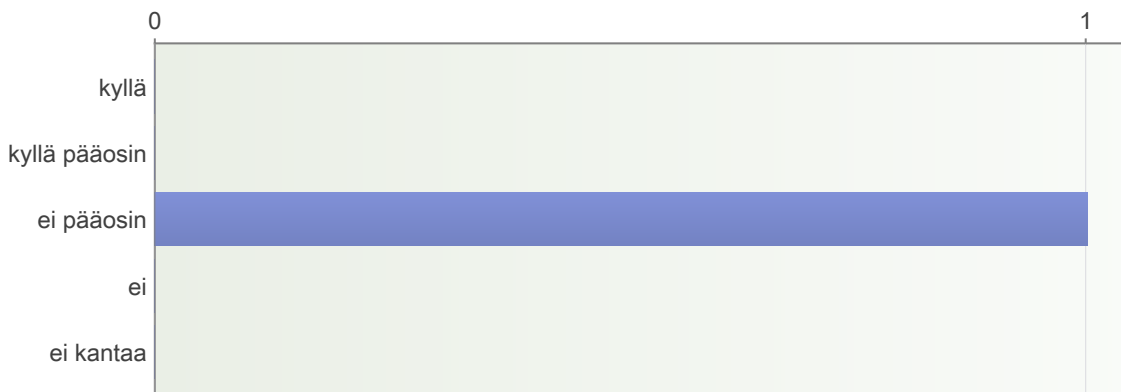 0 1
kyllä
kyllä pääosin
ei pääosin
ei
ei kantaa